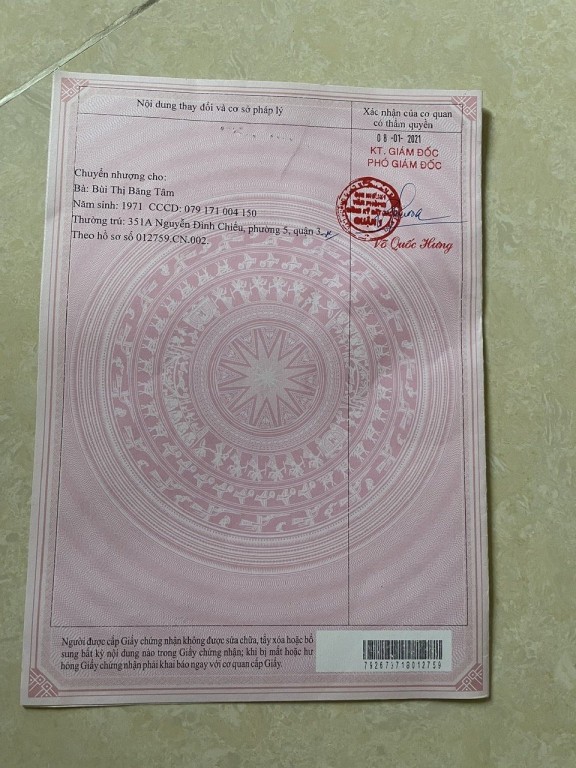 Nội dung thay đổi và cơ sở pháp lý
Xác nhận của cơ quan
có thẩm quyền
08-01-2021
KT. GIÁM ĐỐC
PHÓ GIÁM ĐỐC
Chuyển nhượng cho:
Bà: Bùi Thị Băng Tâm
Năm sinh: 1971 CCCD: 079 171 004 150
Thường trú: 351A Nguyễn Đình Chiểu, phường 5, quận 3.
Theo hồ sơ số 012759.CN.002.
Võ Quốc Hưng
Người được cấp Giấy chứng nhận không được sửa chữa, tẩy xóa hoặc bổ
sung bất kỳ nội dung nào trong Giấy chứng nhận; khi bị mất hoặc hư
hỏng Giấy chứng nhận phải khai báo ngay với cơ quan cấp Giấy.